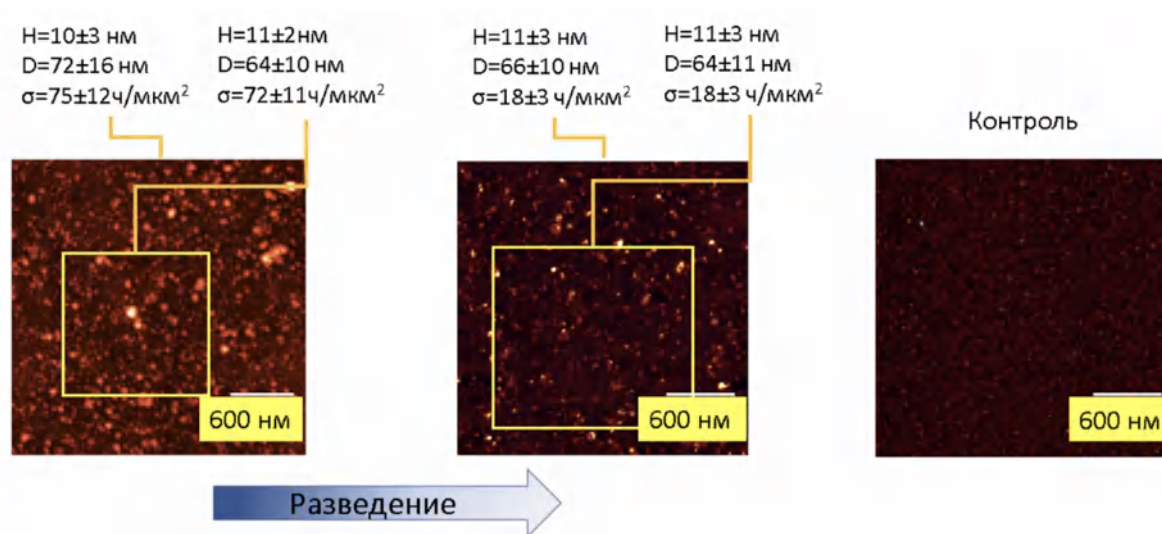 H=10±3 нм
D=72±16 нм
σ=75±12ч/мкм²
H=11±2нм
D=64±10 нм
σ=72±11ч/мкм²
H=11±3 нм
D=66±10 нм
σ=18±3 ч/мкм²
H=11±3 нм
D=64±11 нм
σ=18±3 ч/мкм²
Контроль
600 нм
600 нм
600 нм
Разведение